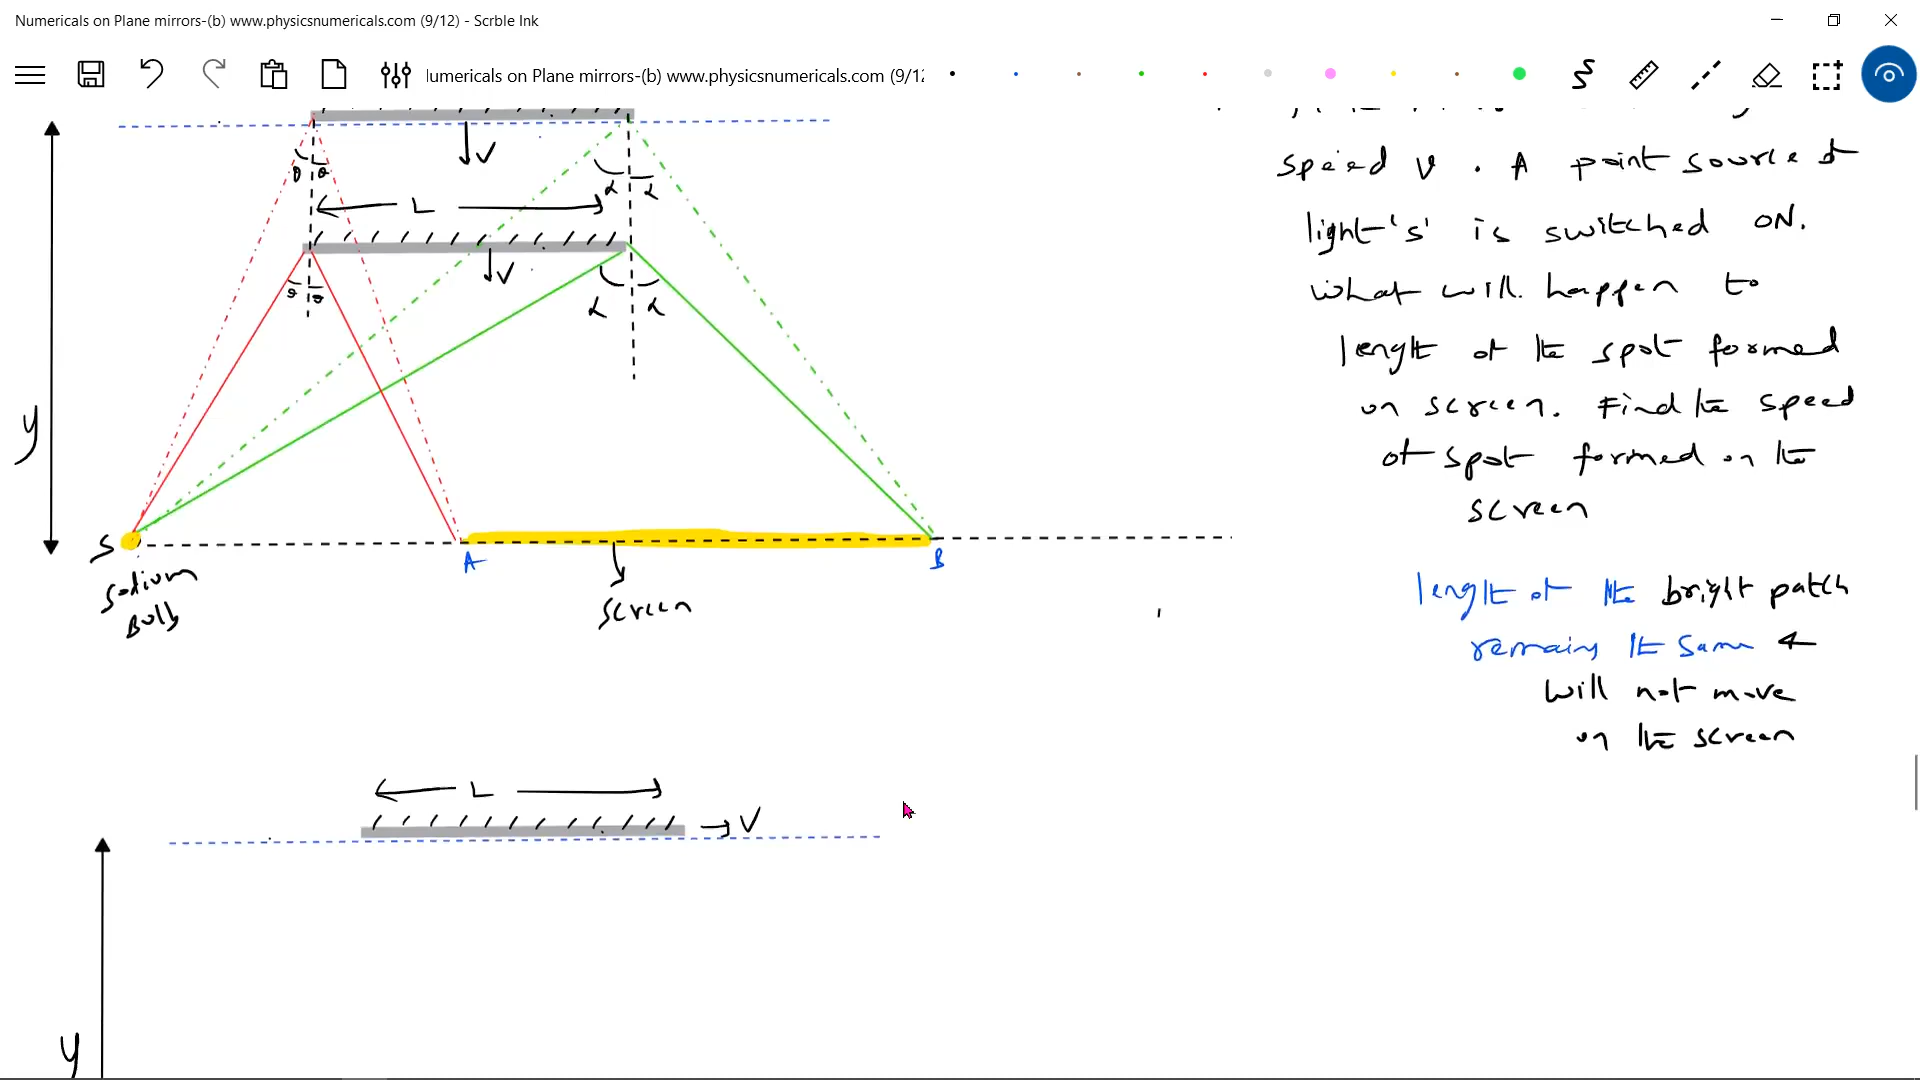 Numericals on Plane mirrors-(b) www.physicsnumericals.com (9/12) - Scrble Ink
umericals on Plane mirrors-(b) www.physicsnumericals.com (9/12
speed v . A point source of
light 's' is switched ON.
what will happen to
length of the spot formed
on screen. Find the speed
of spot formed on the
screen
length of the bright patch
remains the same &
will not move
on the screen
V
θ θ
α α
L
V
θ θ
α α
y
S
A
B
Sodium
Bulb
screen
L
V
y